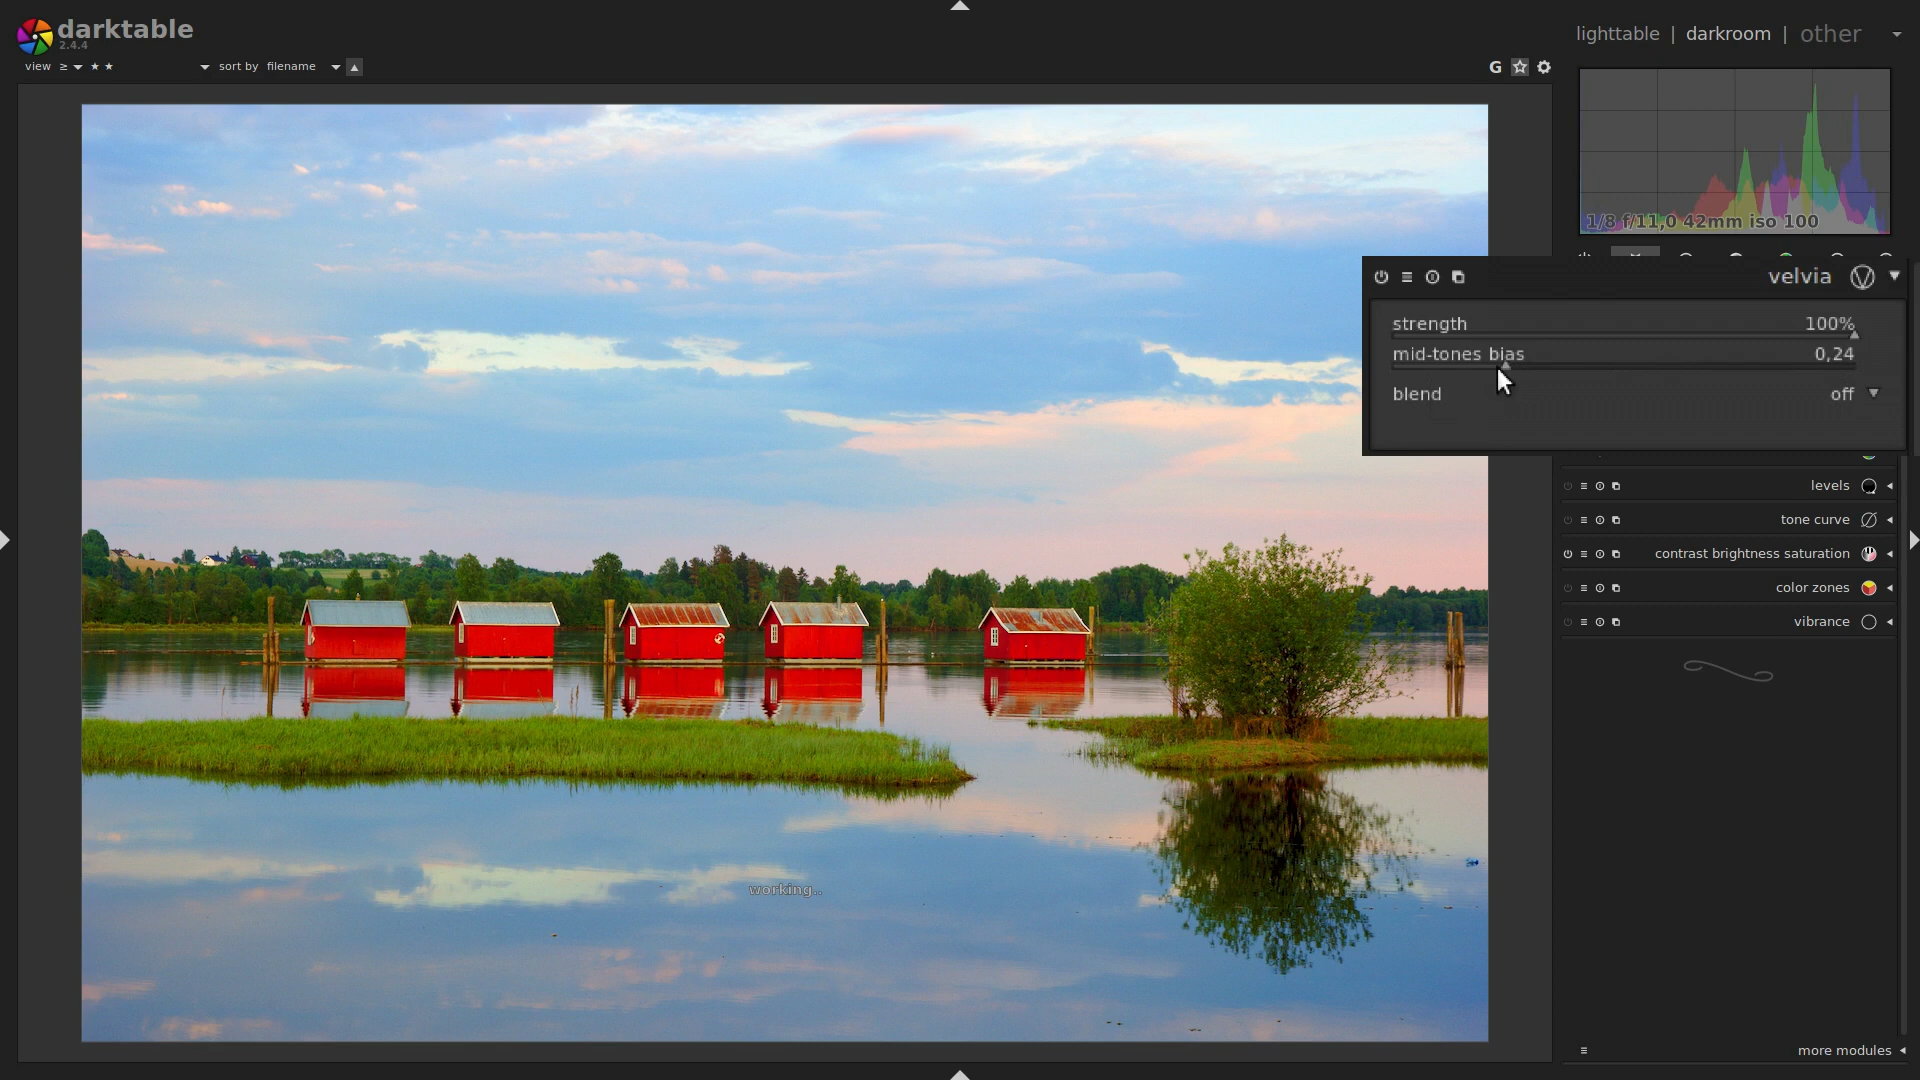 darktable
2.4.4
lighttable | darkroom | other
view ≥ ★ ★ sort by filename
G
1/8 f/11,0 42mm iso 100
velvia
strength 100%
mid-tones bias 0,24
blend off
levels
tone curve
contrast brightness saturation
color zones
vibrance
working..
more modules